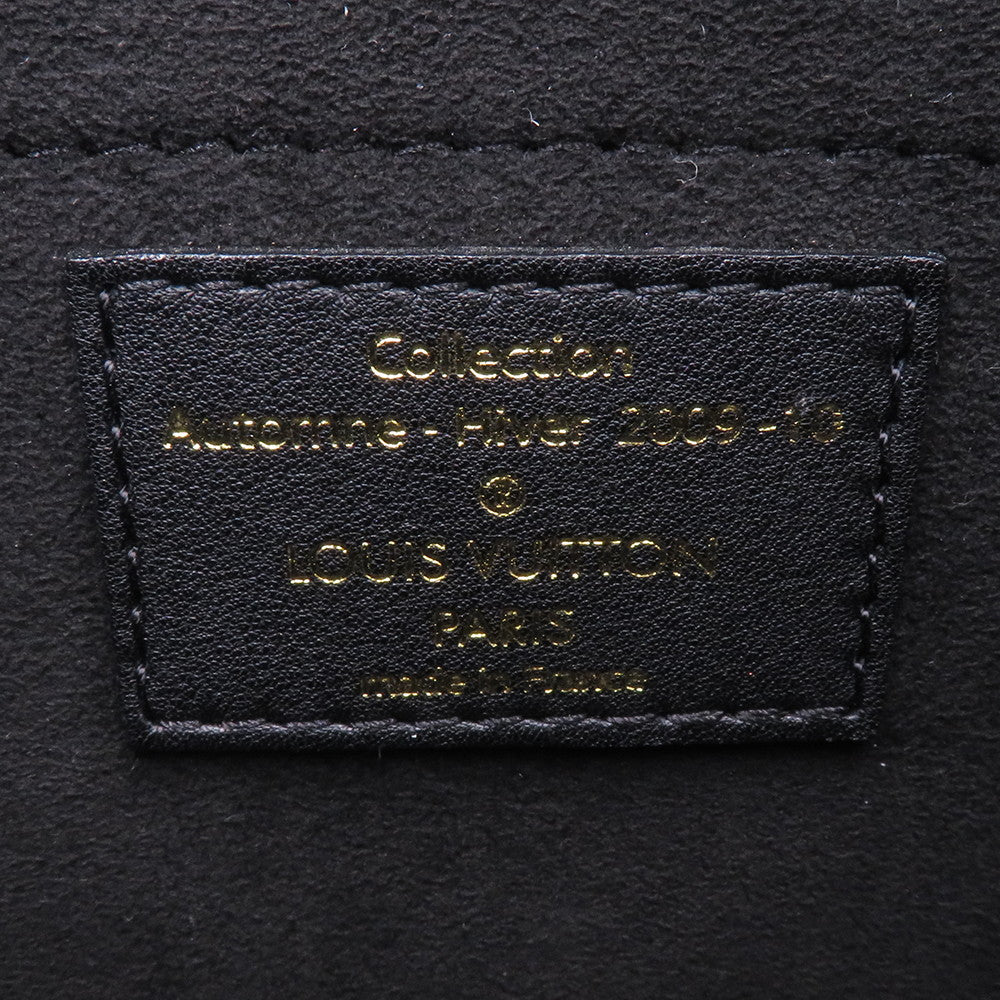 Collection
Automne - Hiver 2009 -10
®
LOUIS VUITTON
PARIS
made in France